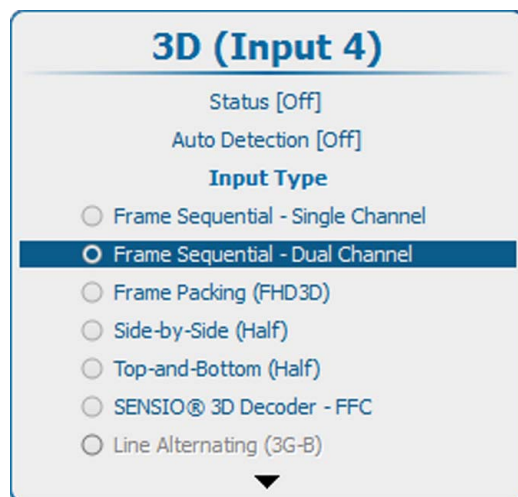 3D (Input 4)
Status [Off]
Auto Detection [Off]
Input Type
Frame Sequential - Single Channel
Frame Sequential - Dual Channel
Frame Packing (FHD3D)
Side-by-Side (Half)
Top-and-Bottom (Half)
SENSIO® 3D Decoder - FFC
Line Alternating (3G-B)